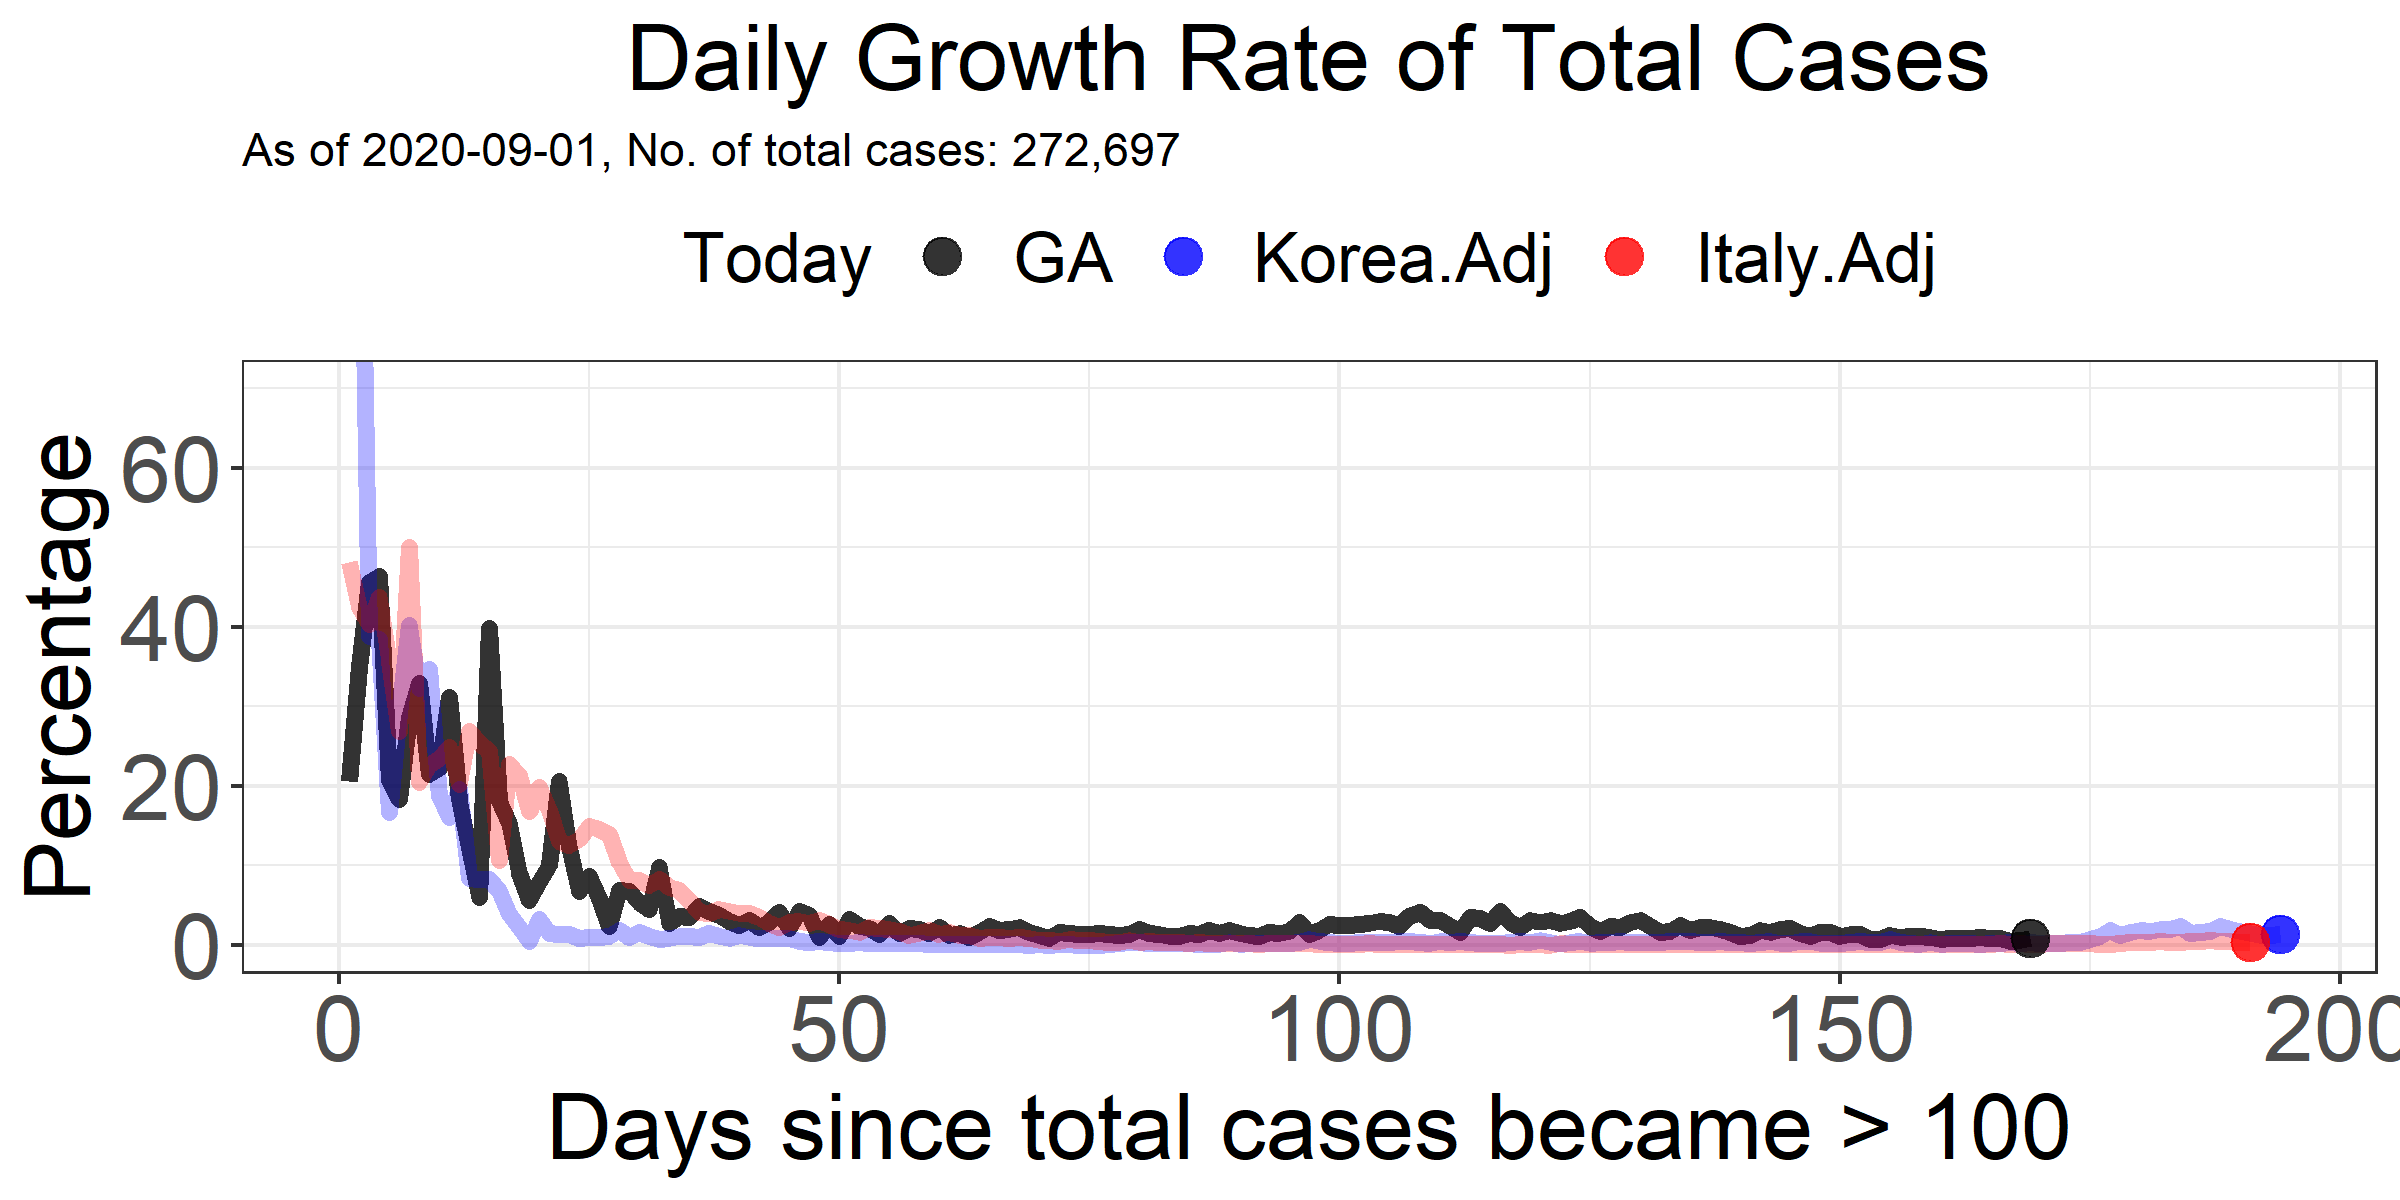 Daily Growth Rate of Total Cases
As of 2020-09-01, No. of total cases: 272,697
Today GA Korea.Adj Italy.Adj
Percentage
60
40
20
0
0 50 100 150 200
Days since total cases became > 100